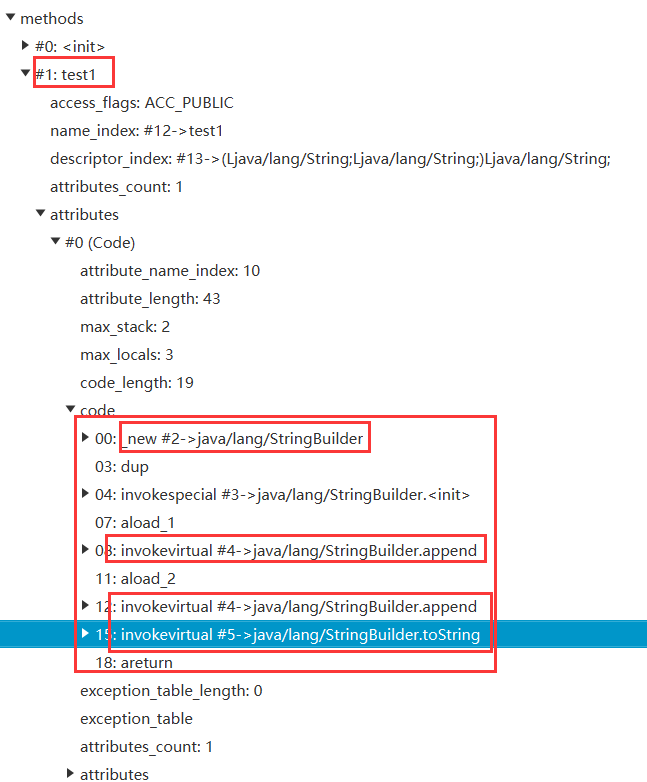 methods
#0: <init>
#1: test1
access_flags: ACC_PUBLIC
name_index: #12->test1
descriptor_index: #13->(Ljava/lang/String;Ljava/lang/String;)Ljava/lang/String;
attributes_count: 1
attributes
#0 (Code)
attribute_name_index: 10
attribute_length: 43
max_stack: 2
max_locals: 3
code_length: 19
code
00: _new #2->java/lang/StringBuilder
03: dup
04: invokespecial #3->java/lang/StringBuilder.<init>
07: aload_1
08: invokevirtual #4->java/lang/StringBuilder.append
11: aload_2
12: invokevirtual #4->java/lang/StringBuilder.append
15: invokevirtual #5->java/lang/StringBuilder.toString
18: areturn
exception_table_length: 0
exception_table
attributes_count: 1
attributes